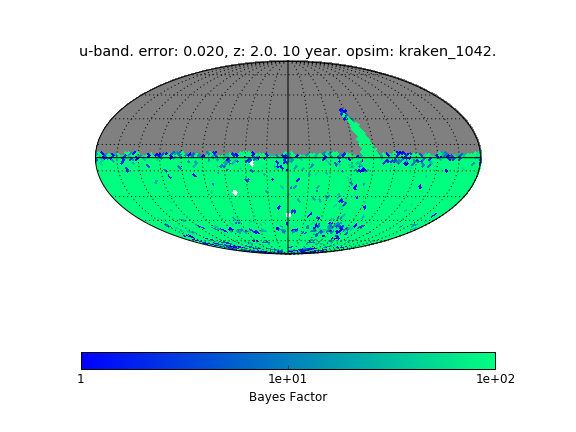 u-band. error: 0.020, z: 2.0. 10 year. opsim: kraken_1042.
1 1e+01 1e+02
Bayes Factor